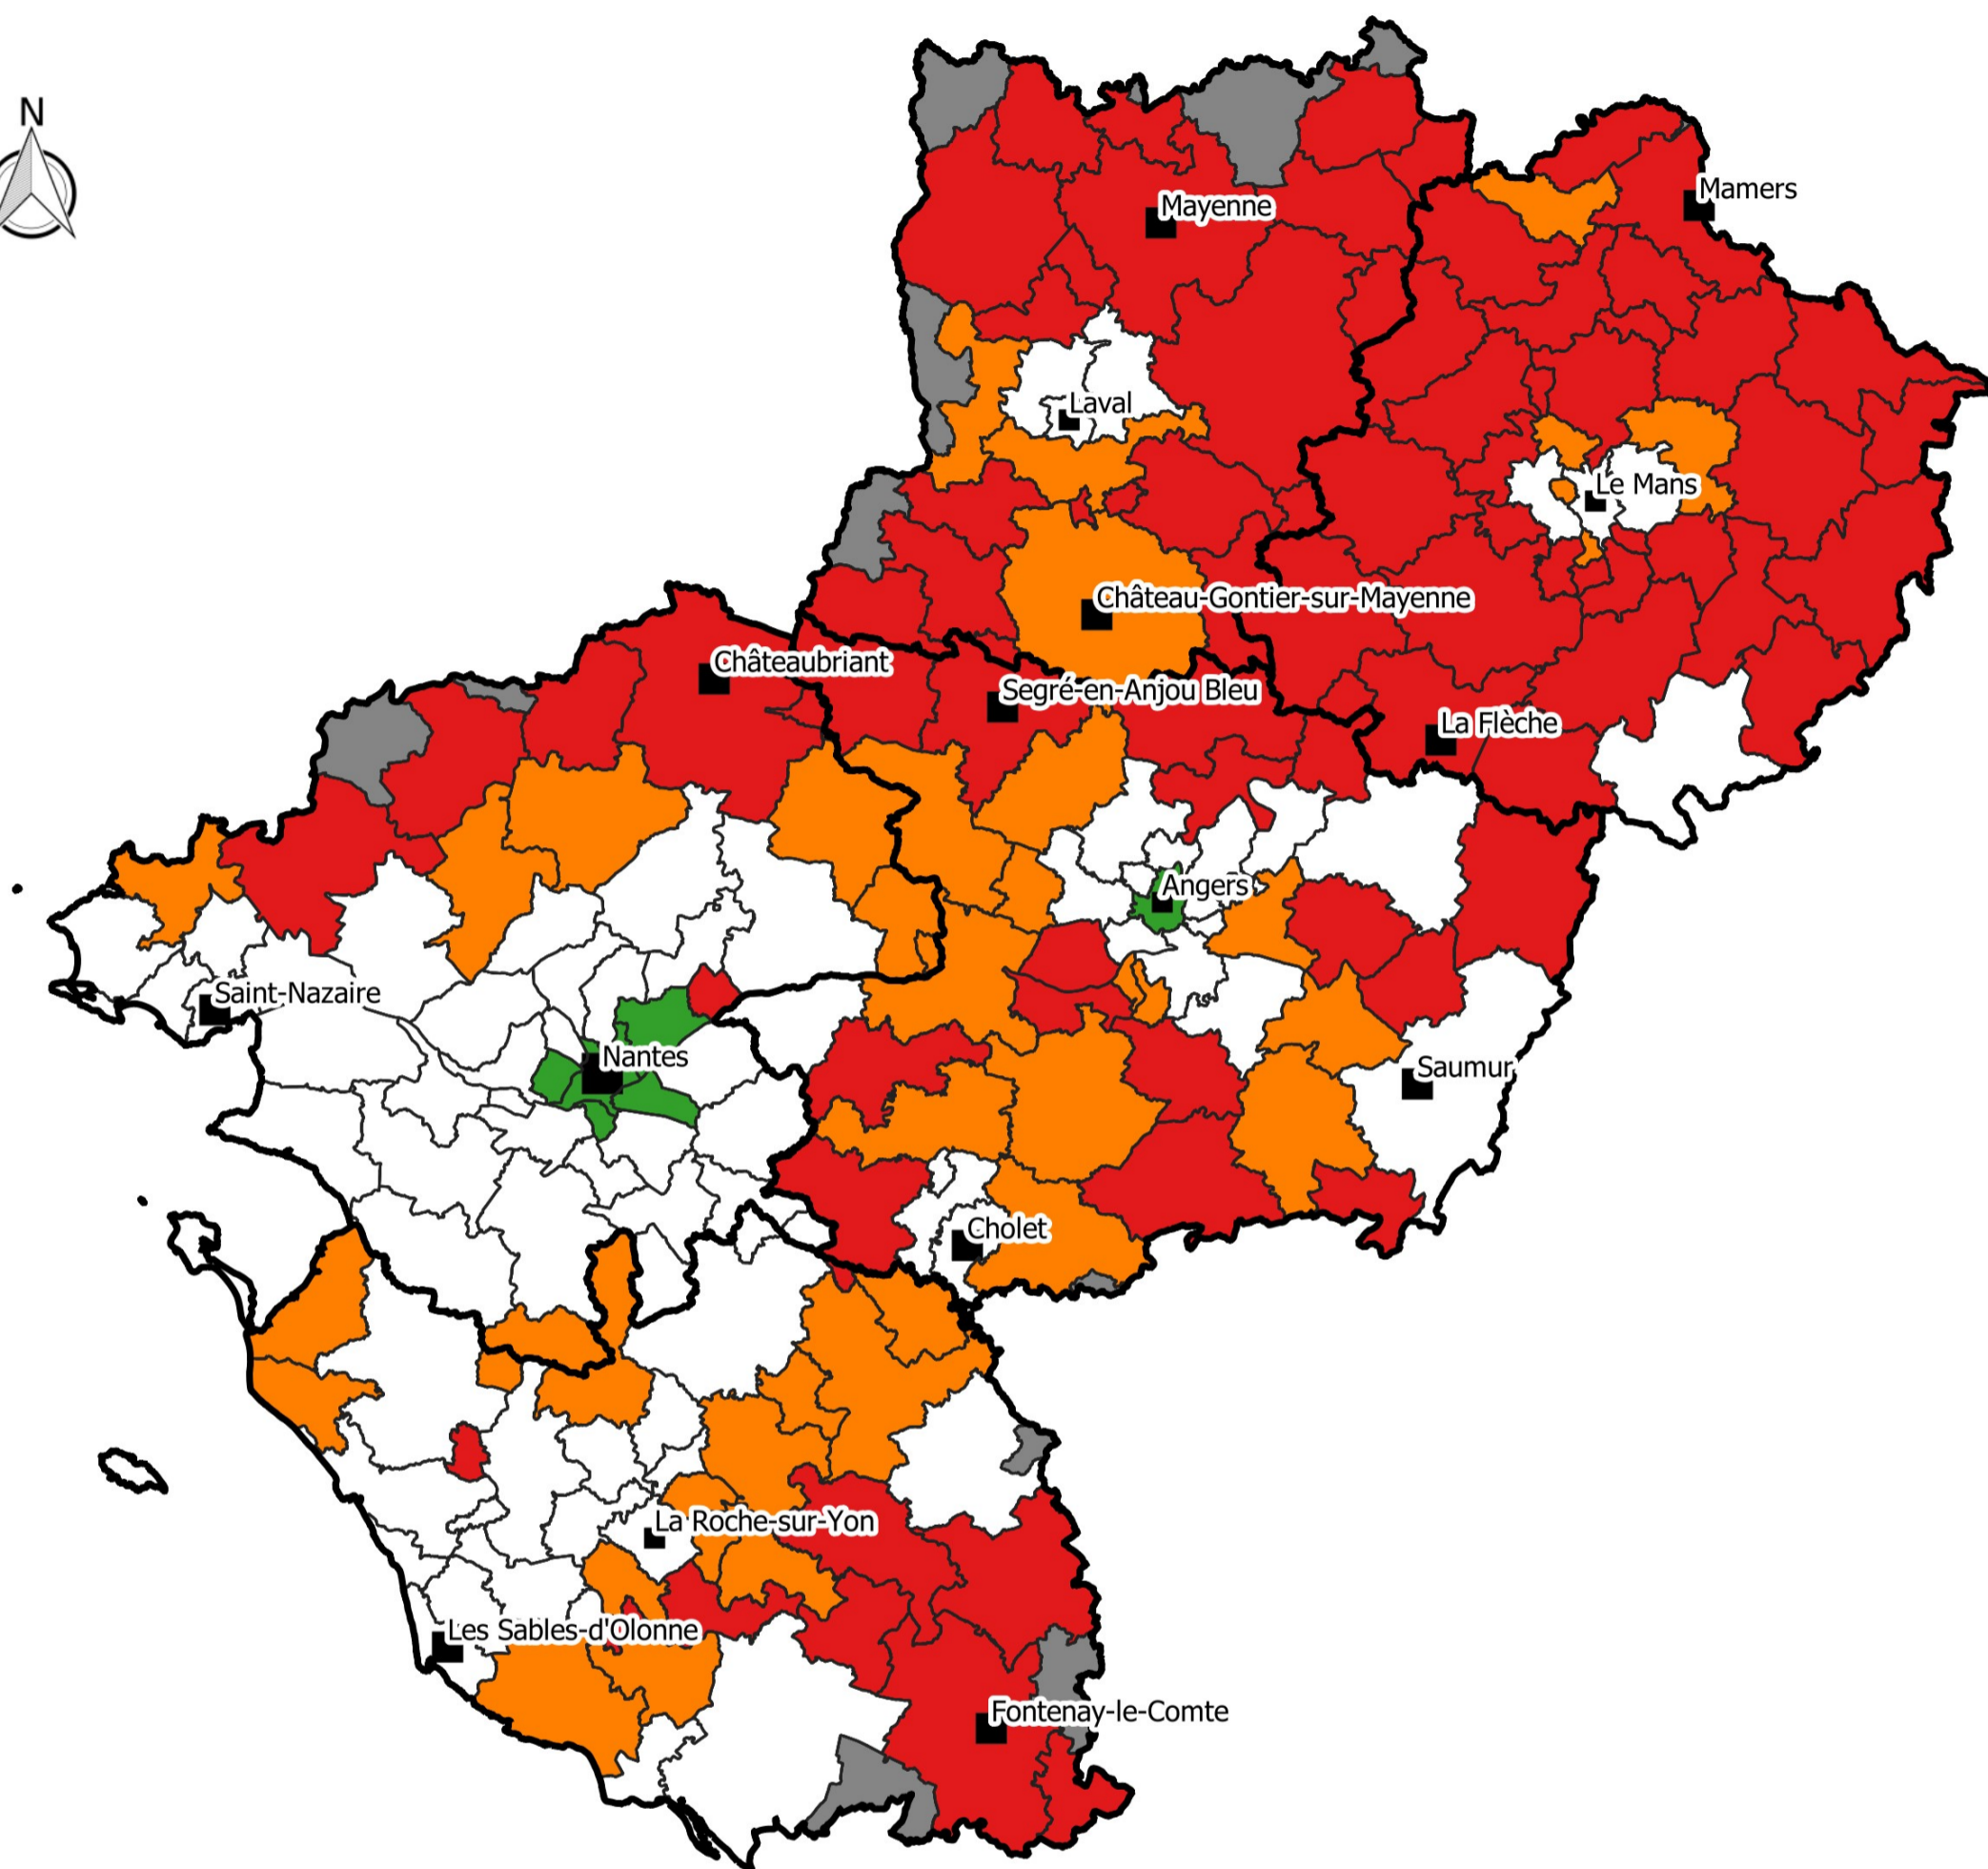 N
Mamers
Mayenne
Laval
Le Mans
Château-Gontier-sur-Mayenne
Châteaubriant
Segré-en-Anjou Bleu
La Flèche
Angers
Saint-Nazaire
Nantes
Saumur
Cholet
La Roche-sur-Yon
Les Sables-d'Olonne
Fontenay-le-Comte